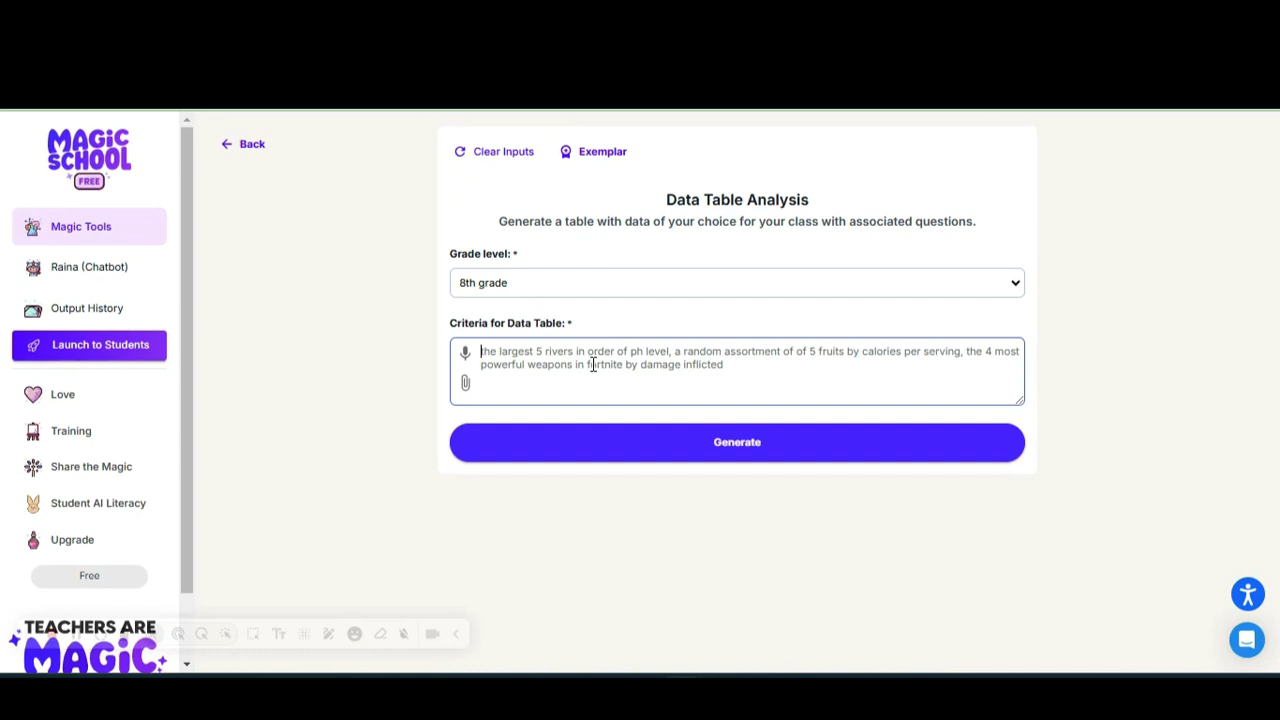 MAGIC
SCHOOL
FREE
Magic Tools
Raina (Chatbot)
Output History
Launch to Students
Love
Training
Share the Magic
Student AI Literacy
Upgrade
Free
TEACHERS ARE
MAGIC
Back
Clear Inputs
Exemplar
Data Table Analysis
Generate a table with data of your choice for your class with associated questions.
Grade level: *
8th grade
Criteria for Data Table: *
the largest 5 rivers in order of ph level, a random assortment of of 5 fruits by calories per serving, the 4 most
powerful weapons in fortnite by damage inflicted
Generate
Tт